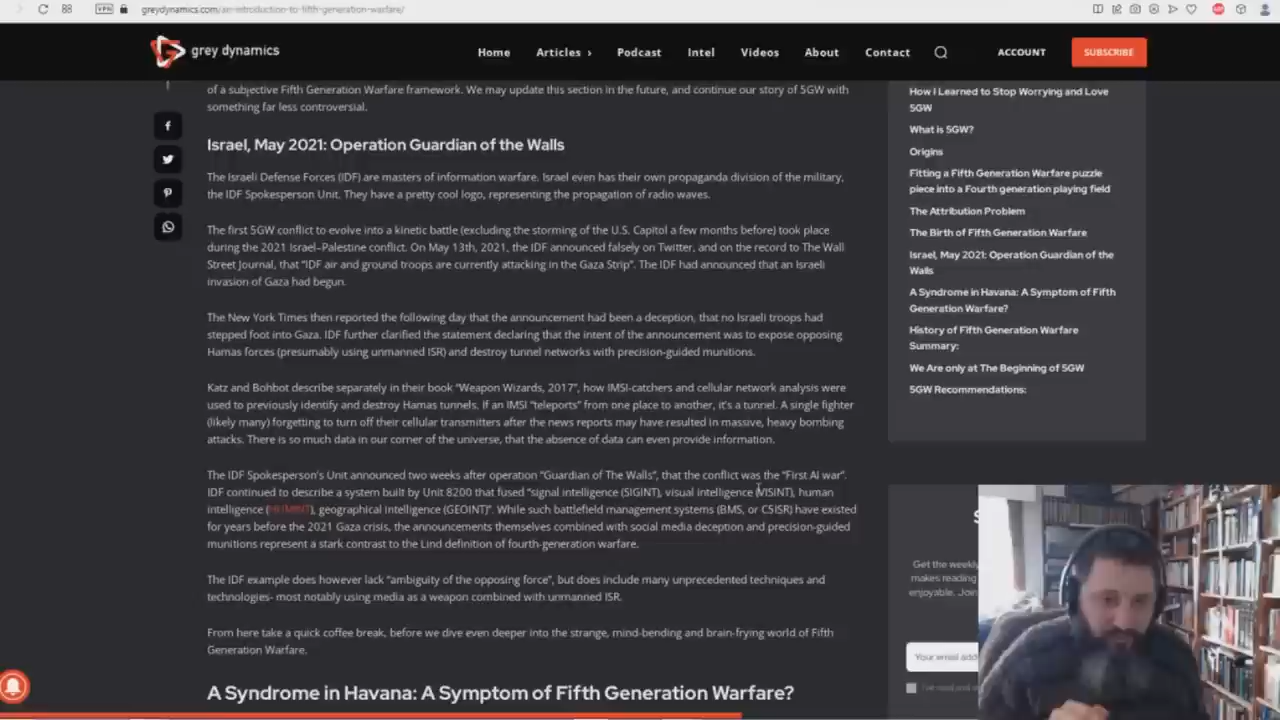 VPN
greydynamics.com/an-introduction-to-fifth-generation-warfare/
grey dynamics
Home
Articles
Podcast
Intel
Videos
About
Contact
ACCOUNT
SUBSCRIBE
of a subjective Fifth Generation Warfare framework. We may update this section in the future, and continue our story of 5GW with
something far less controversial.
Israel, May 2021: Operation Guardian of the Walls
The Israeli Defense Forces (IDF) are masters of information warfare. Israel even has their own propaganda division of the military,
the IDF Spokesperson Unit. They have a pretty cool logo, representing the propagation of radio waves.
The first 5GW conflict to evolve into a kinetic battle (excluding the storming of the U.S. Capitol a few months before) took place
during the 2021 Israel–Palestine conflict. On May 13th, 2021, the IDF announced falsely on Twitter, and on the record to The Wall
Street Journal, that "IDF air and ground troops are currently attacking in the Gaza Strip". The IDF had announced that an Israeli
invasion of Gaza had begun.
The New York Times then reported the following day that the announcement had been a deception, that no Israeli troops had
stepped foot into Gaza. IDF further clarified the statement declaring that the intent of the announcement was to expose opposing
Hamas forces (presumably using unmanned ISR) and destroy tunnel networks with precision-guided munitions.
Katz and Bohbot describe separately in their book "Weapon Wizards, 2017", how IMSI-catchers and cellular network analysis were
used to previously identify and destroy Hamas tunnels. If an IMSI "teleports" from one place to another, it's a tunnel. A single fighter
(likely many) forgetting to turn off their cellular transmitters after the news reports may have resulted in massive, heavy bombing
attacks. There is so much data in our corner of the universe, that the absence of data can even provide information.
The IDF Spokesperson's Unit announced two weeks after operation "Guardian of The Walls", that the conflict was the "First AI war".
IDF continued to describe a system built by Unit 8200 that fused "signal intelligence (SIGINT), visual intelligence (VISINT), human
intelligence (HUMINT), geographical intelligence (GEOINT)". While such battlefield management systems (BMS, or C5ISR) have existed
for years before the 2021 Gaza crisis, the announcements themselves combined with social media deception and precision-guided
munitions represent a stark contrast to the Lind definition of fourth-generation warfare.
The IDF example does however lack "ambiguity of the opposing force", but does include many unprecedented techniques and
technologies- most notably using media as a weapon combined with unmanned ISR.
From here take a quick coffee break, before we dive even deeper into the strange, mind-bending and brain-frying world of Fifth
Generation Warfare.
A Syndrome in Havana: A Symptom of Fifth Generation Warfare?
How I Learned to Stop Worrying and Love
5GW
What is 5GW?
Origins
Fitting a Fifth Generation Warfare puzzle
piece into a Fourth generation playing field
The Attribution Problem
The Birth of Fifth Generation Warfare
Israel, May 2021: Operation Guardian of the
Walls
A Syndrome in Havana: A Symptom of Fifth
Generation Warfare?
History of Fifth Generation Warfare
Summary:
We Are only at The Beginning of 5GW
5GW Recommendations:
S
Get the weekly
makes reading
enjoyable. Join
Your email add
I've read and